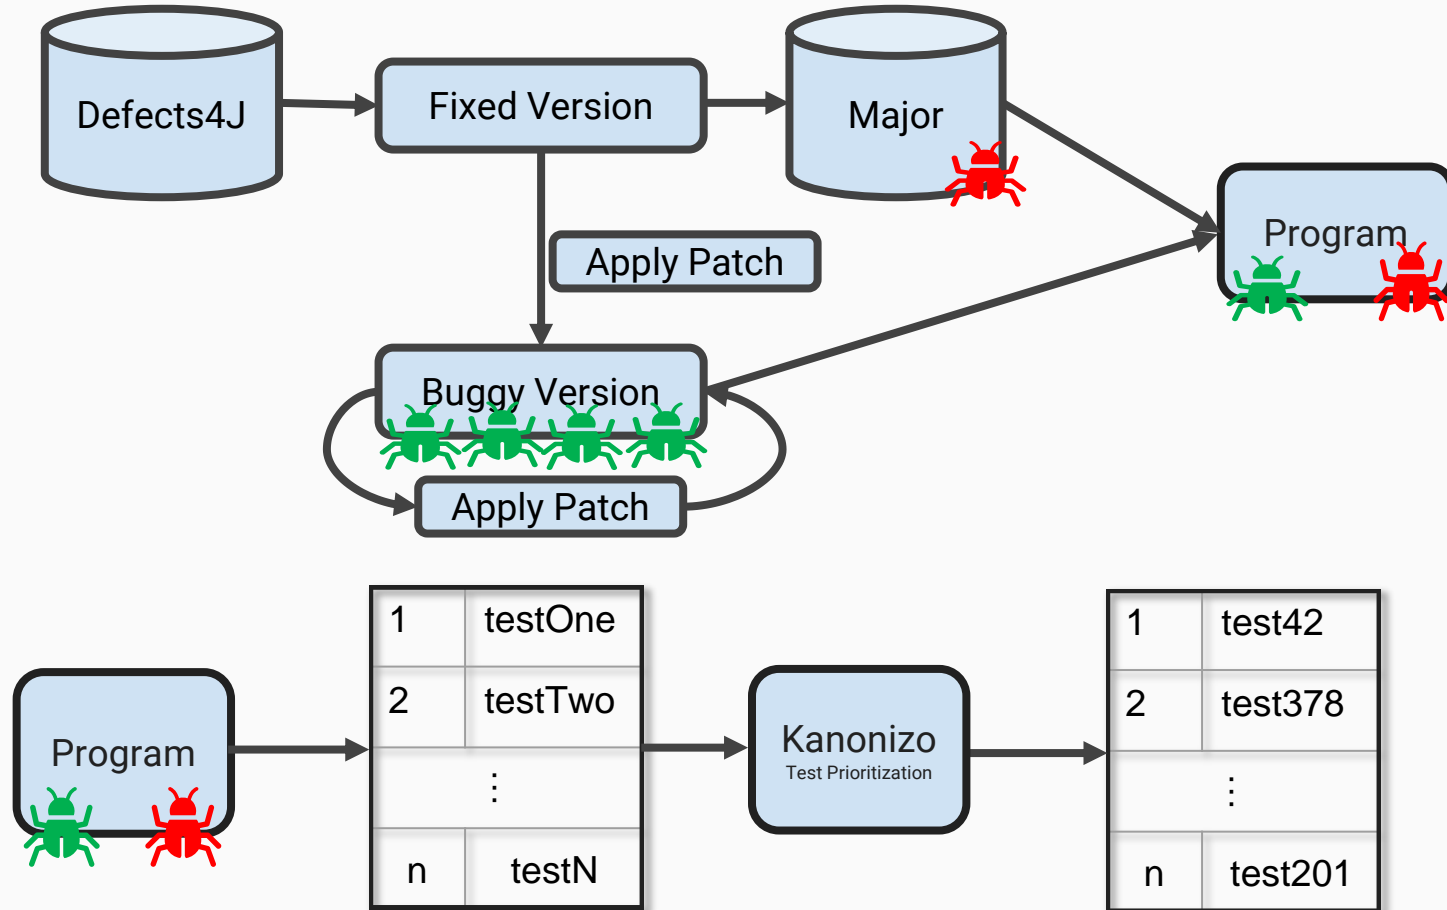 Defects4J
Fixed Version
Major
Program
Apply Patch
Buggy Version
Apply Patch
Program
1 testOne
2 testTwo
⋮
n testN
Kanonizo
Test Prioritization
1 test42
2 test378
⋮
n test201